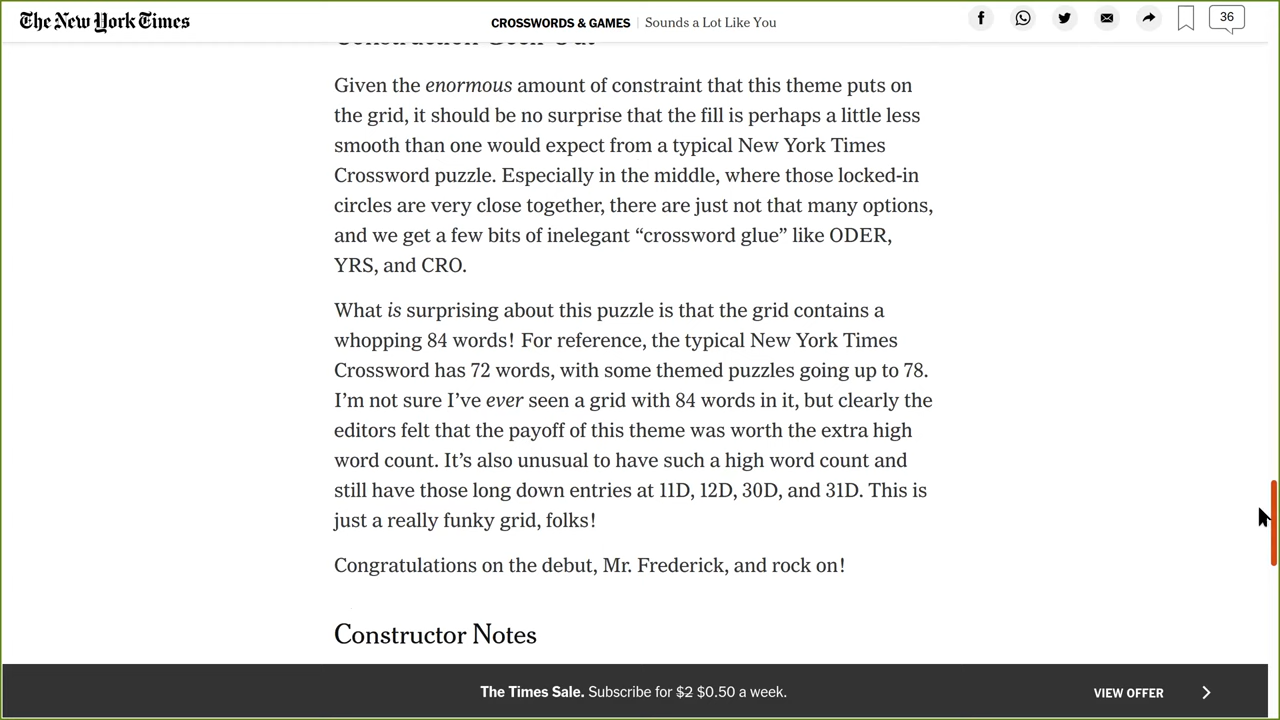 The New York Times
CROSSWORDS & GAMES | Sounds a Lot Like You
36
Given the enormous amount of constraint that this theme puts on
the grid, it should be no surprise that the fill is perhaps a little less
smooth than one would expect from a typical New York Times
Crossword puzzle. Especially in the middle, where those locked-in
circles are very close together, there are just not that many options,
and we get a few bits of inelegant “crossword glue” like ODER,
YRS, and CRO.
What is surprising about this puzzle is that the grid contains a
whopping 84 words! For reference, the typical New York Times
Crossword has 72 words, with some themed puzzles going up to 78.
I’m not sure I’ve ever seen a grid with 84 words in it, but clearly the
editors felt that the payoff of this theme was worth the extra high
word count. It’s also unusual to have such a high word count and
still have those long down entries at 11D, 12D, 30D, and 31D. This is
just a really funky grid, folks!
Congratulations on the debut, Mr. Frederick, and rock on!
Constructor Notes
The Times Sale. Subscribe for $2 $0.50 a week.
VIEW OFFER